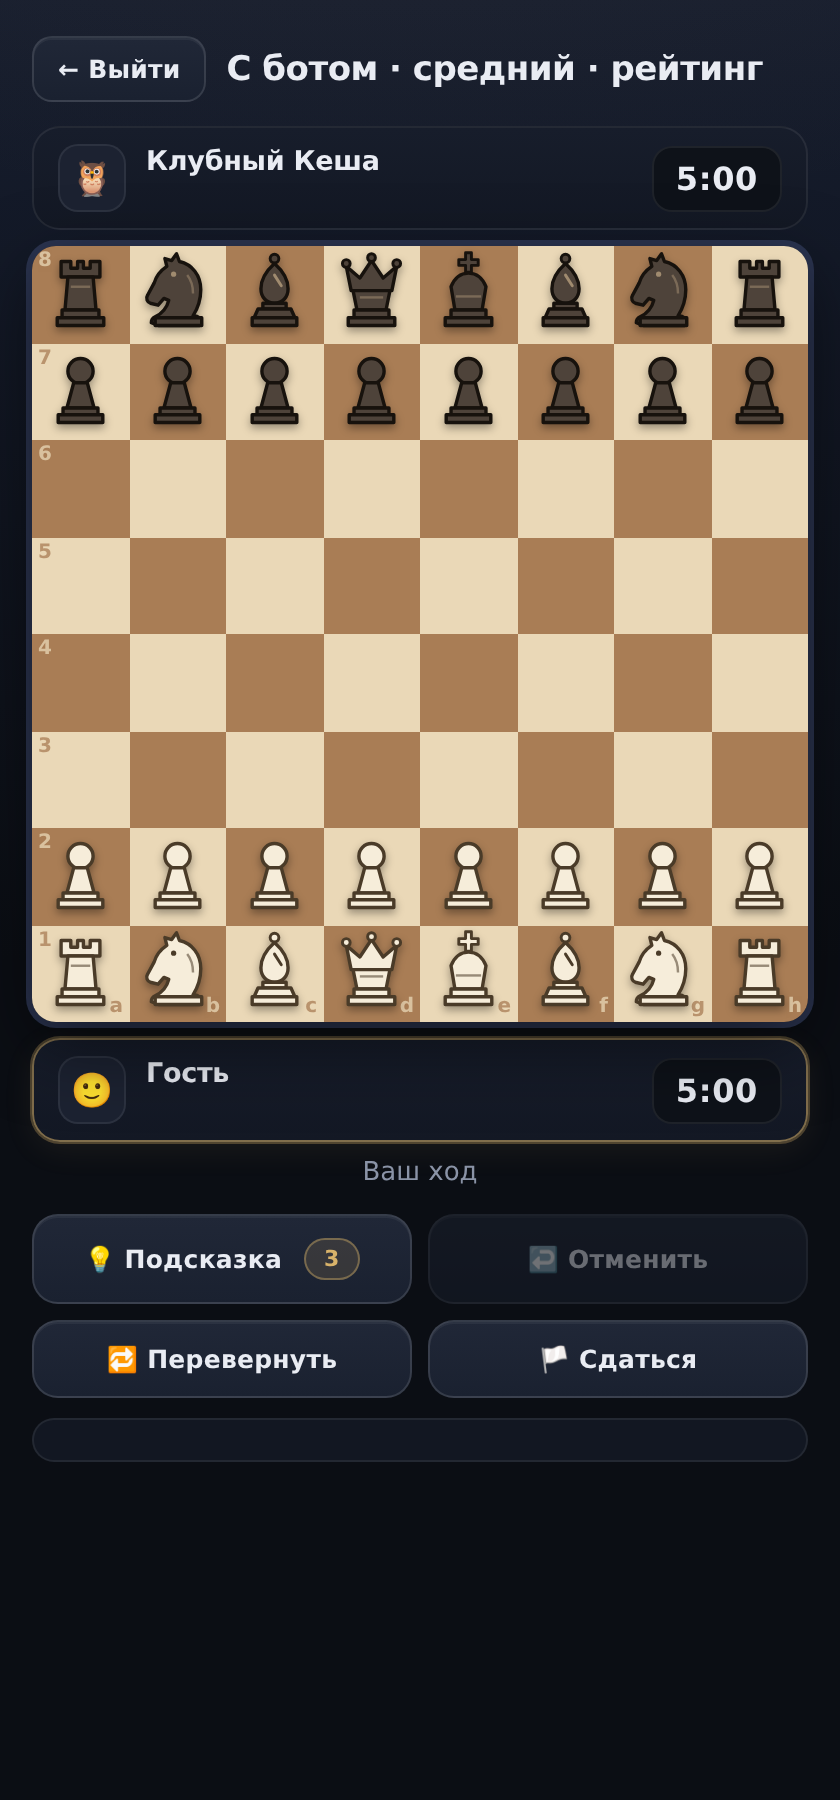 ← Выйти
С ботом · средний · рейтинг
Клубный Кеша
5:00
8
7
6
5
4
3
2
1
a b c d e f g h
Гость
5:00
Ваш ход
Подсказка 3
Отменить
Перевернуть
Сдаться